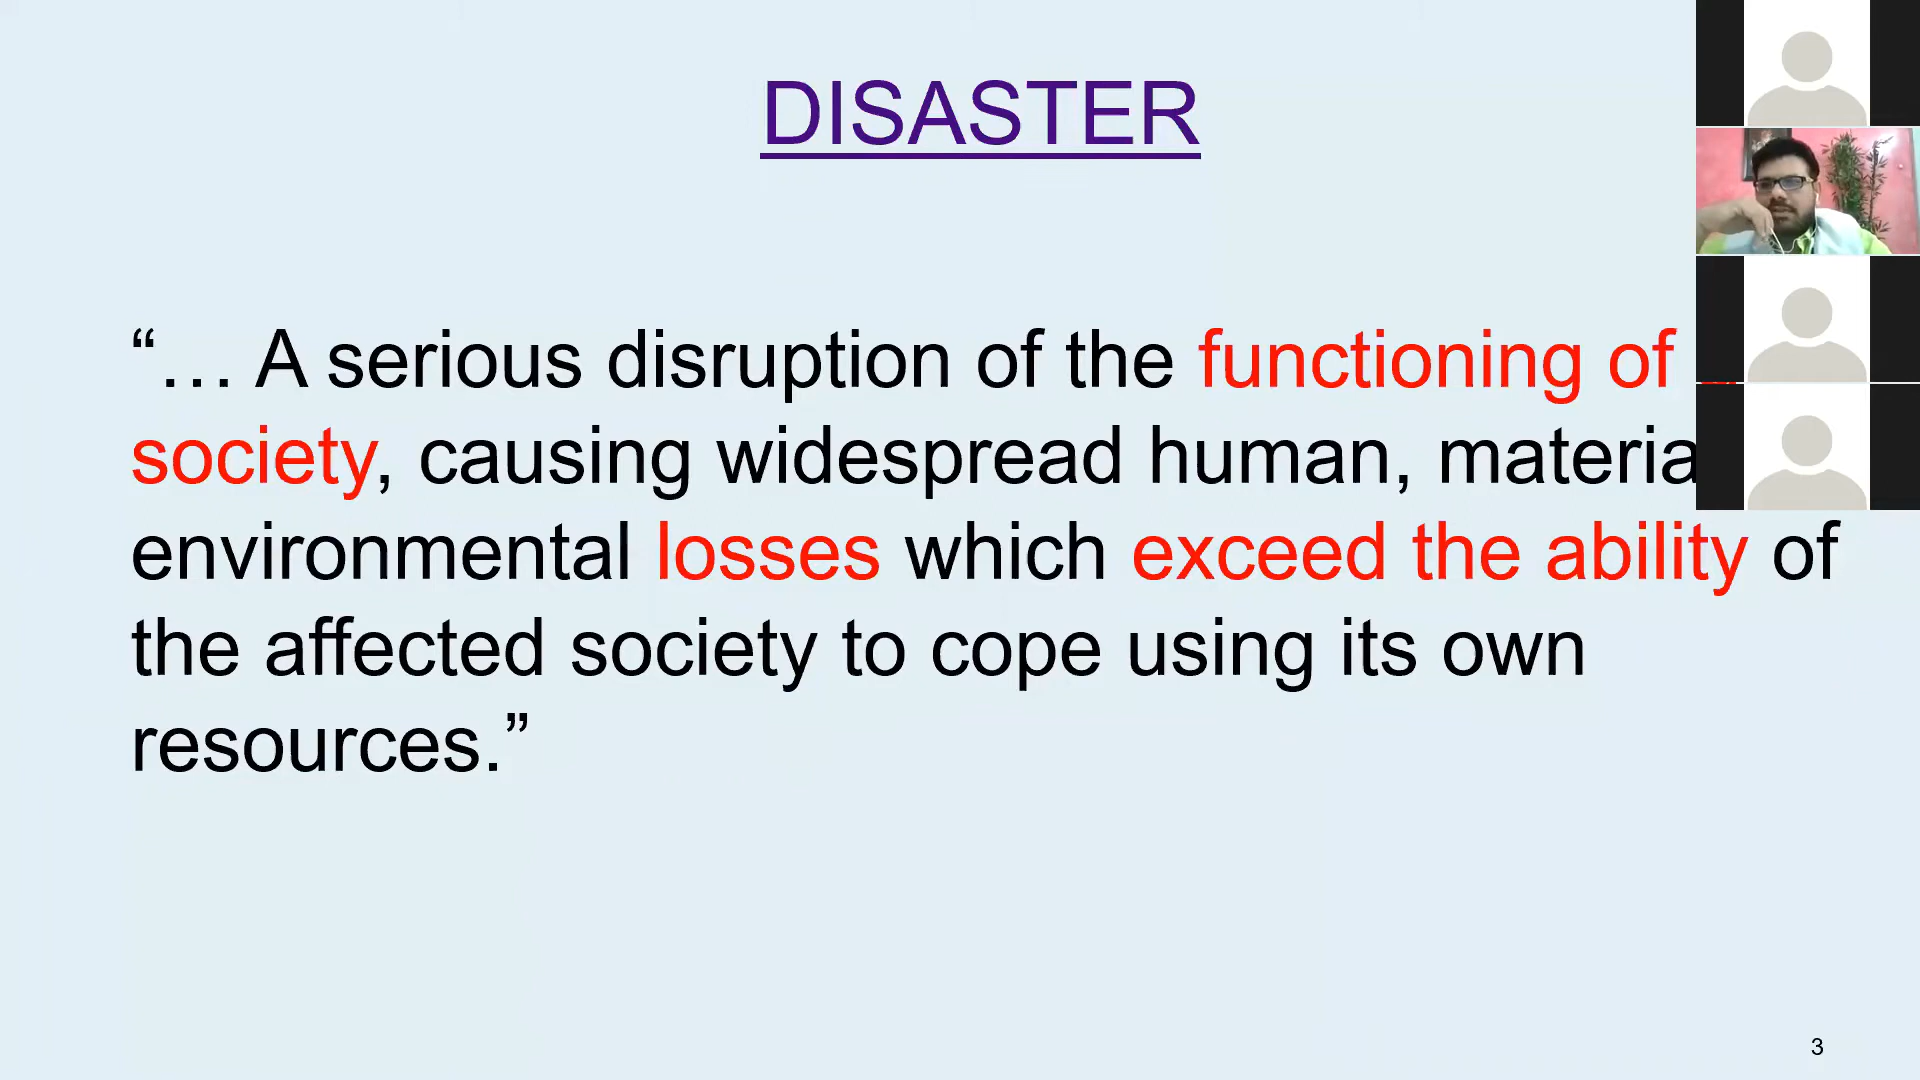 DISASTER
“… A serious disruption of the functioning of
society, causing widespread human, materia
environmental losses which exceed the ability of
the affected society to cope using its own
resources.”
3